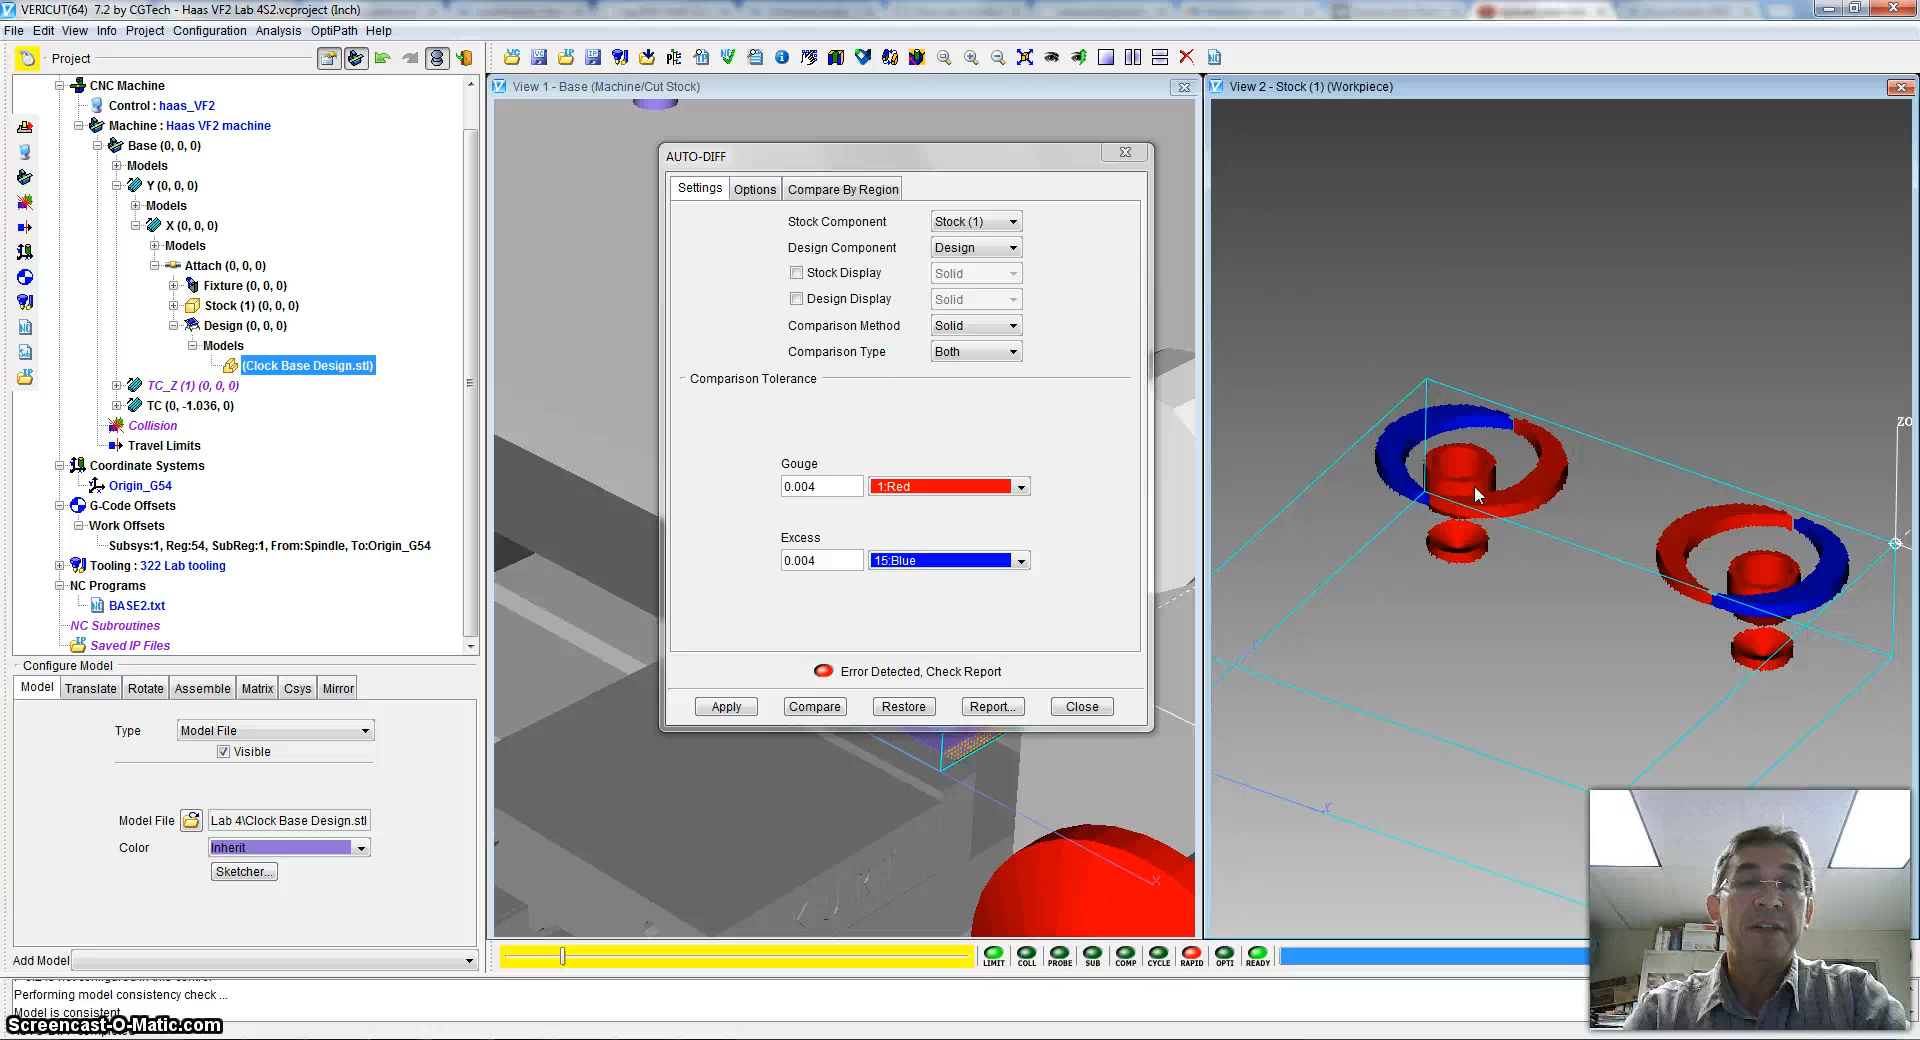 VERICUT(64) 7.2 by CGTech - Haas VF2 Lab 4S2.vcproject (Inch)
File Edit View Info Project Configuration Analysis OptiPath Help
Project
CNC Machine
Control : haas_VF2
Machine : Haas VF2 machine
Base (0, 0, 0)
Models
Y (0, 0, 0)
Models
X (0, 0, 0)
Models
Attach (0, 0, 0)
Fixture (0, 0, 0)
Stock (1) (0, 0, 0)
Design (0, 0, 0)
Models
(Clock Base Design.stl)
TC_Z (1) (0, 0, 0)
TC (0, -1.036, 0)
Collision
Travel Limits
Coordinate Systems
Origin_G54
G-Code Offsets
Work Offsets
Subsys:1, Reg:54, SubReg:1, From:Spindle, To:Origin_G54
Tooling : 322 Lab tooling
NC Programs
BASE2.txt
NC Subroutines
Saved IP Files
Configure Model
Model Translate Rotate Assemble Matrix Csys Mirror
Type Model File
Visible
Model File Lab 4\Clock Base Design.stl
Color Inherit
Sketcher...
Add Model
View 1 - Base (Machine/Cut Stock)
AUTO-DIFF
Settings Options Compare By Region
Stock Component Stock (1)
Design Component Design
Stock Display Solid
Design Display Solid
Comparison Method Solid
Comparison Type Both
Comparison Tolerance
Gouge
0.004 1:Red
Excess
0.004 15:Blue
Error Detected, Check Report
Apply Compare Restore Report... Close
X
View 2 - Stock (1) (Workpiece)
X
LIMIT COLL PROBE SUB COMP CYCLE RAPID OPTI READY
Performing model consistency check ...
Model is consistent
Screencast-O-Matic.com